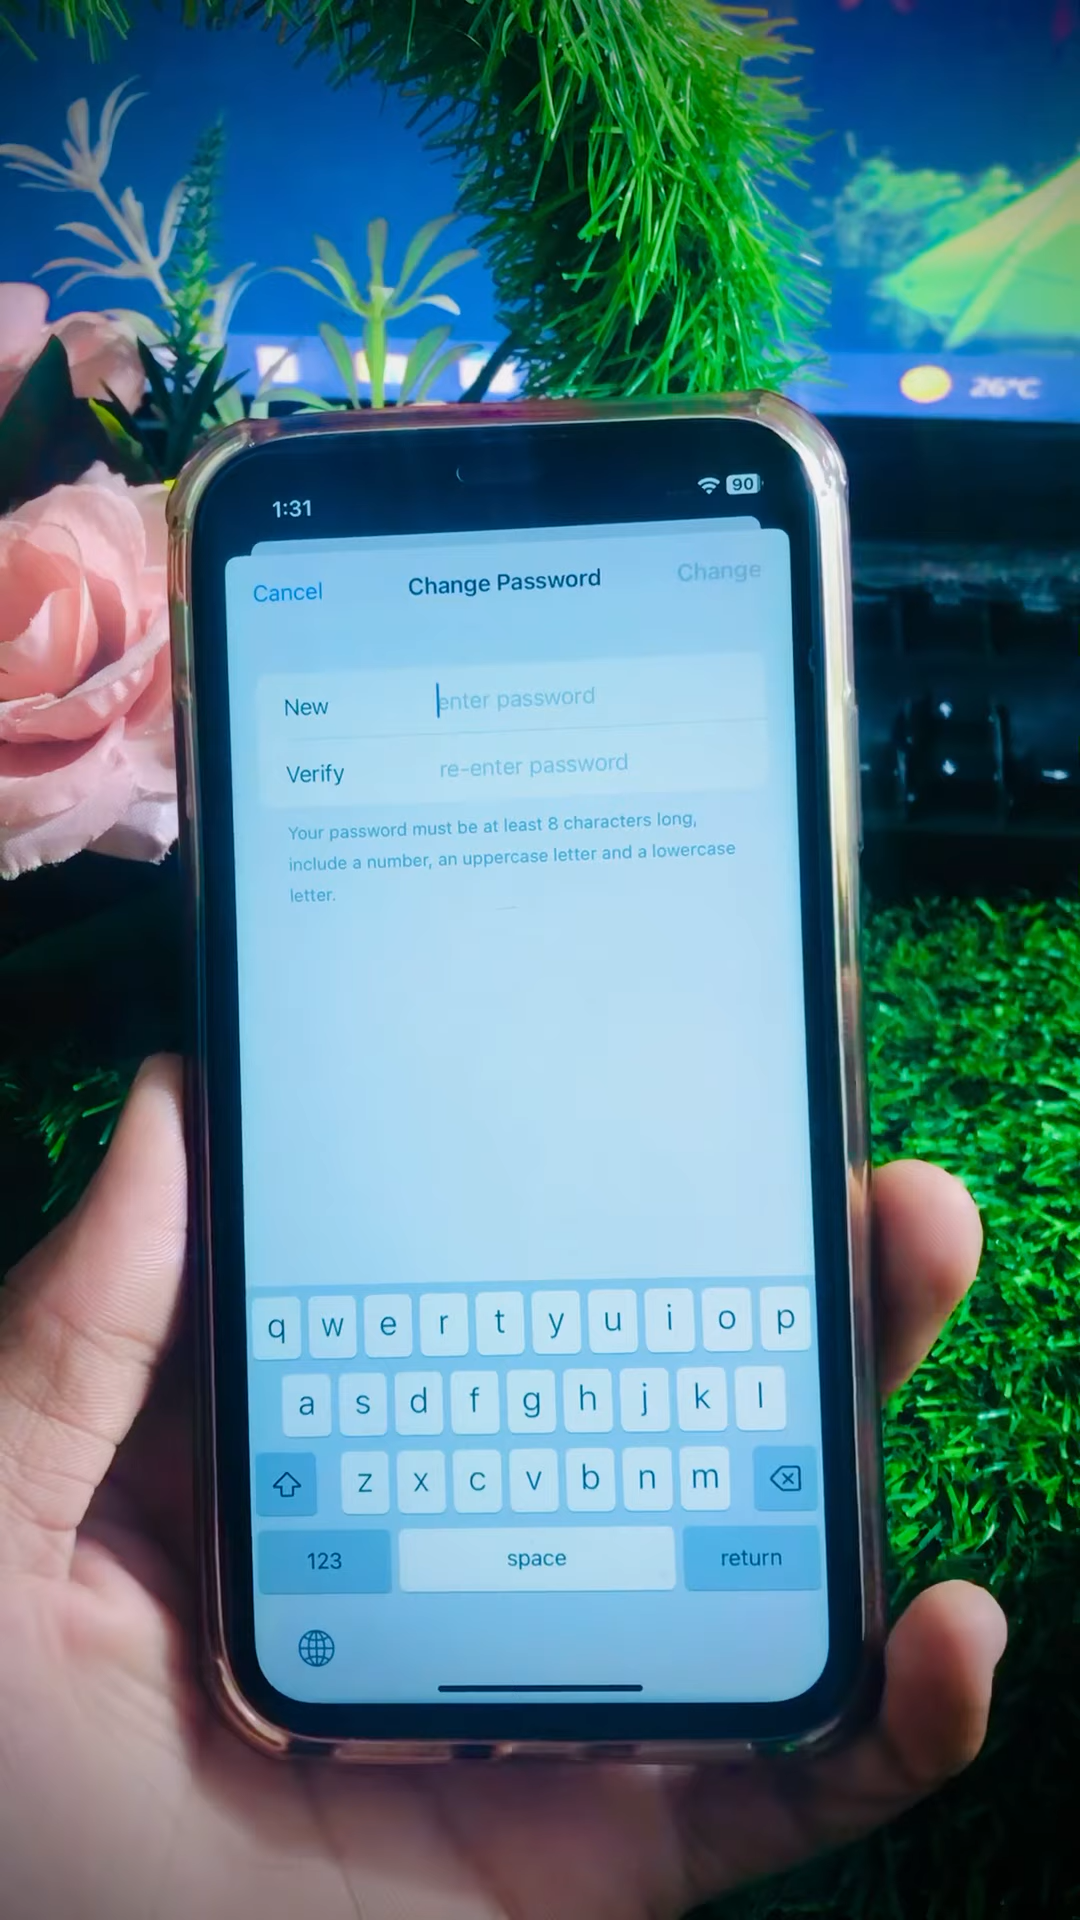 26°C
1:31
90
Cancel Change Password Change
New enter password
Verify re-enter password
Your password must be at least 8 characters long,
include a number, an uppercase letter and a lowercase
letter.
q w e r t y u i o p
a s d f g h j k l
z x c v b n m
123 space return